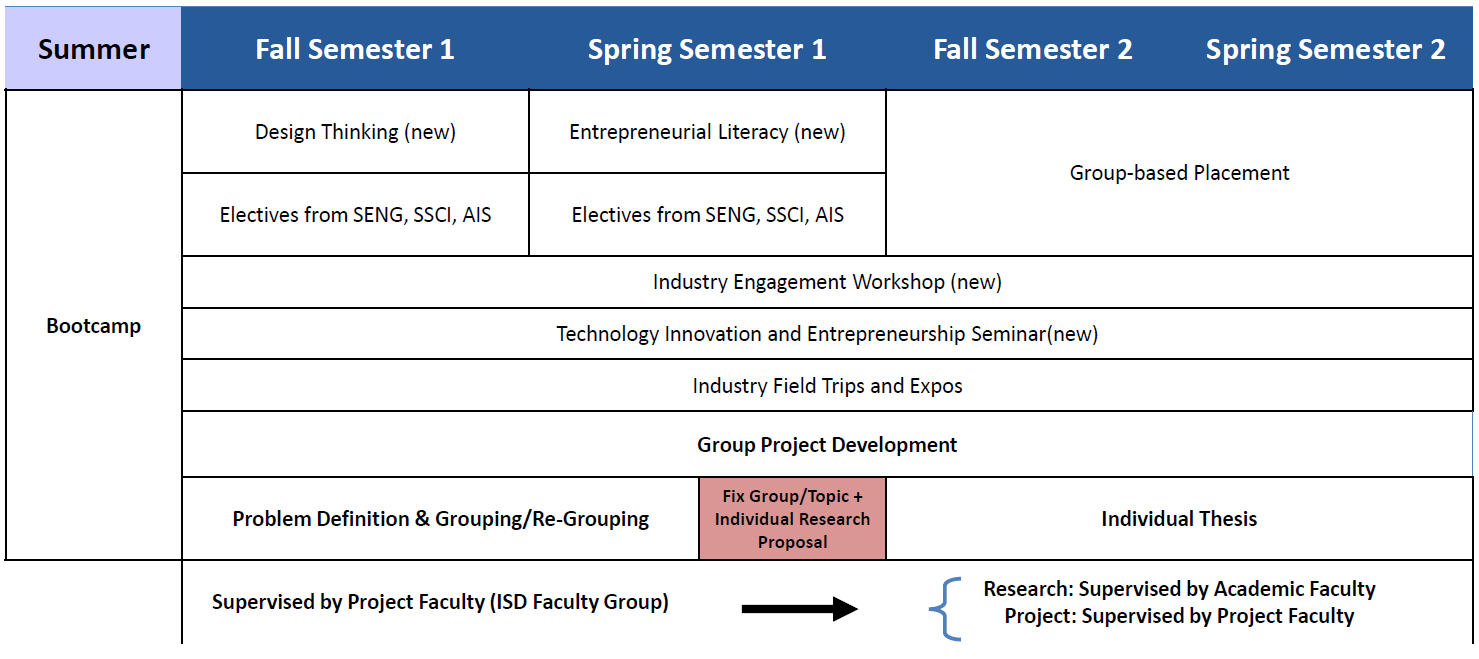 Summer
Fall Semester 1
Spring Semester 1
Fall Semester 2
Spring Semester 2
Bootcamp
Design Thinking (new)
Entrepreneurial Literacy (new)
Group-based Placement
Electives from SENG, SSCI, AIS
Electives from SENG, SSCI, AIS
Industry Engagement Workshop (new)
Technology Innovation and Entrepreneurship Seminar(new)
Industry Field Trips and Expos
Group Project Development
Problem Definition & Grouping/Re-Grouping
Fix Group/Topic +
Individual Research
Proposal
Individual Thesis
Supervised by Project Faculty (ISD Faculty Group)
Research: Supervised by Academic Faculty
Project: Supervised by Project Faculty